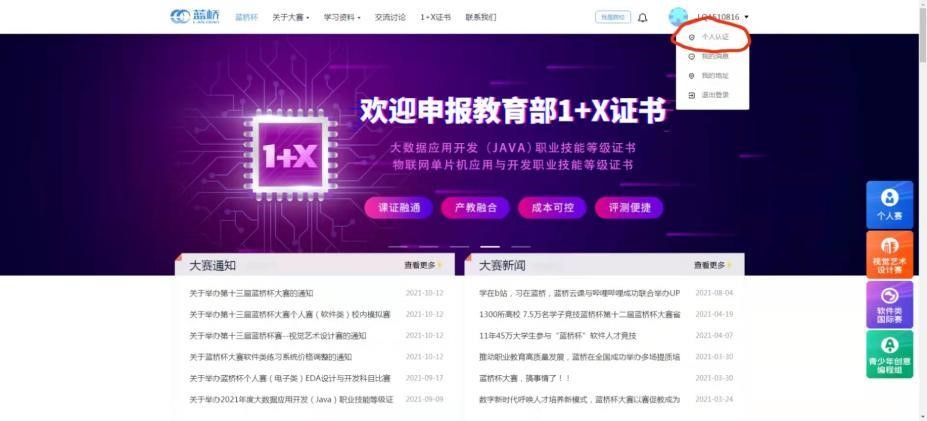 蓝桥
蓝桥杯 关于大赛 学习资料 交流讨论 1+X证书 联系我们
LQ4510816
个人认证
我的消息
我的地址
退出登录
欢迎申报教育部1+X证书
1+X
大数据应用开发（JAVA）职业技能等级证书
物联网单片机应用与开发职业技能等级证书
课证融通 产教融合 成本可控 评测便捷
个人赛
视觉艺术
设计赛
软件类
国际赛
青少年创意
编程组
大赛通知 查看更多
关于举办第十三届蓝桥杯大赛的通知 2021-10-12
关于举办第十三届蓝桥杯大赛个人赛（软件类）校内模拟赛 2021-10-12
关于举办第十三届蓝桥杯赛--视觉艺术设计赛的通知 2021-10-12
关于蓝桥杯大赛软件类练习系统价格调整的通知 2021-10-12
关于举办蓝桥杯个人赛（电子类）EDA设计与开发科目比赛 2021-09-17
关于举办2021年度大数据应用开发（Java）职业技能等级证 2021-09-09
大赛新闻 查看更多
学在b站，习在蓝桥，蓝桥云课与哔哩哔哩成功联合举办UP 2021-08-04
1300所高校 7.5万名学子竞技蓝桥杯第十二届蓝桥杯大赛省 2021-04-19
11年45万大学生参与“蓝桥杯”软件人才竞技 2021-04-07
推动职业教育高质量发展，蓝桥在全国成功举办多场提质培 2021-03-30
蓝桥杯大赛，搞事情了！！ 2021-03-30
数字新时代呼唤人才培养新模式，蓝桥杯大赛以赛促教成为 2021-03-24